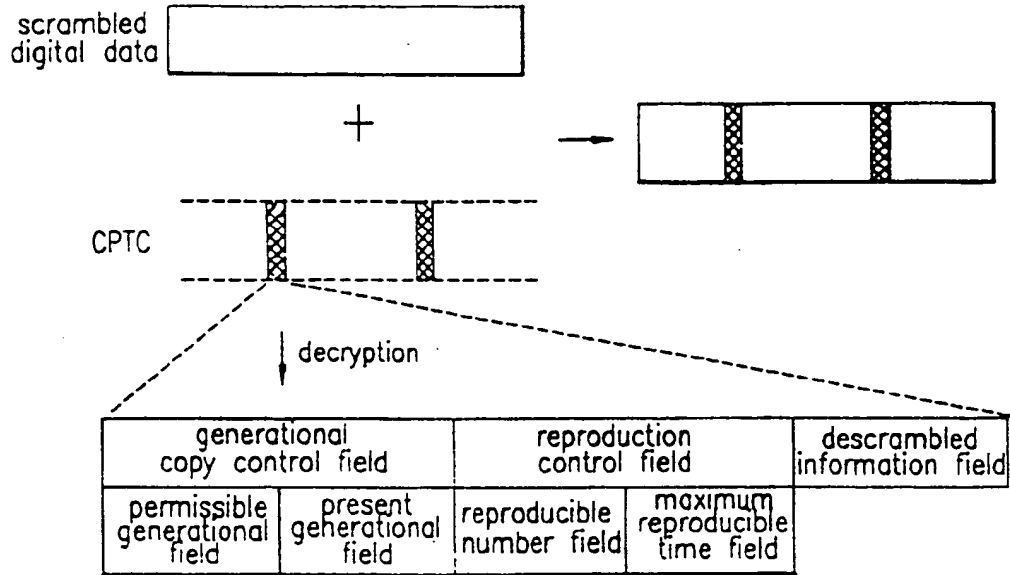 scrambled
digital data
+
CPTC
decryption
generational
copy control field
reproduction
control field
descrambled
information field
permissible
generational
field
present
generational
field
reproducible
number field
maximum
reproducible
time field